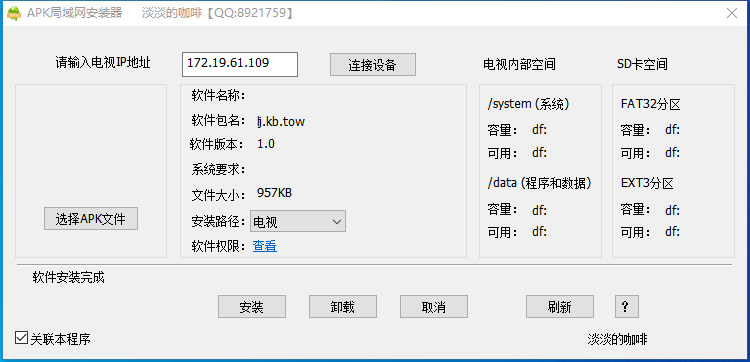 APK局域网安装器 淡淡的咖啡【QQ:8921759】
请输入电视IP地址 172.19.61.109 连接设备
电视内部空间 SD卡空间
选择APK文件
软件名称：
软件包名： lj.kb.tow
软件版本： 1.0
系统要求：
文件大小： 957KB
安装路径： 电视
软件权限： 查看
/system (系统)
容量： df:
可用： df:
/data (程序和数据)
容量： df:
可用： df:
FAT32分区
容量： df:
可用： df:
EXT3分区
容量： df:
可用： df:
软件安装完成
安装 卸载 取消 刷新 ?
关联本程序 淡淡的咖啡